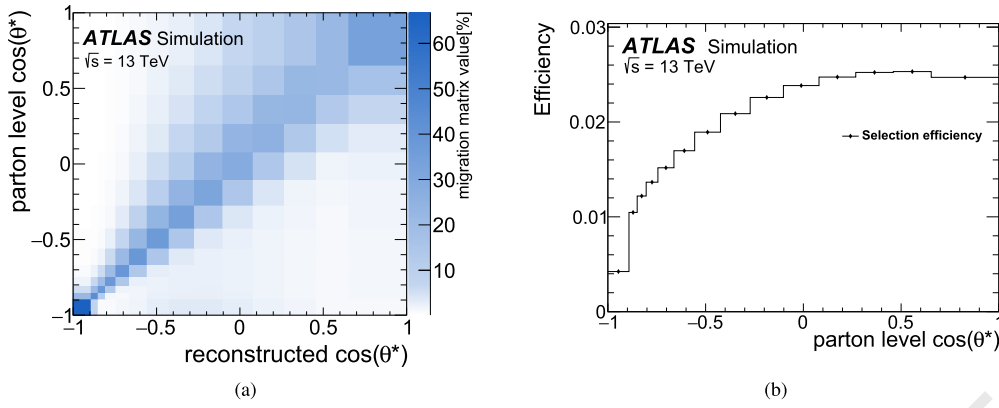 ATLAS Simulation
√s = 13 TeV
parton level cos(θ*)
1
0.5
0
−0.5
−1
−1
−0.5
0
0.5
1
reconstructed cos(θ*)
60
50
40
30
20
10
migration matrix value[%]
(a)
ATLAS Simulation
√s = 13 TeV
Efficiency
0.03
0.02
0.01
0
Selection efficiency
−1
−0.5
0
0.5
1
parton level cos(θ*)
(b)